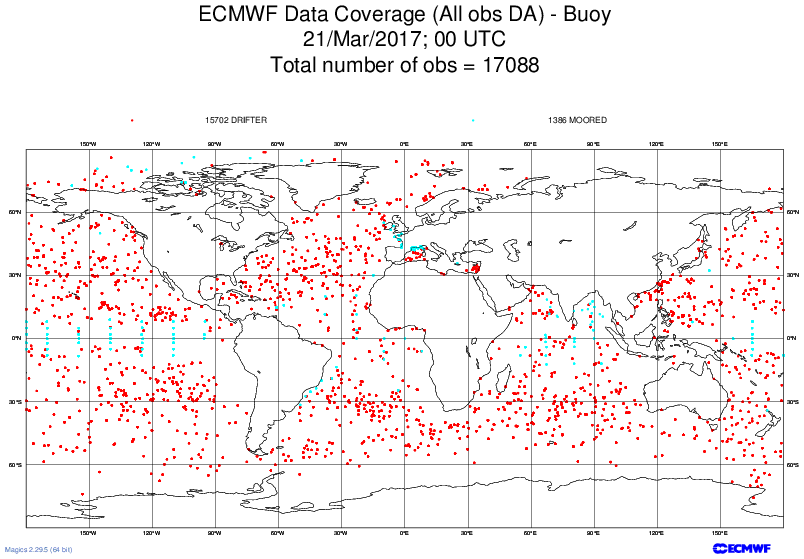 ECMWF Data Coverage (All obs DA) - Buoy
21/Mar/2017; 00 UTC
Total number of obs = 17088
15702 DRIFTER 1386 MOORED
150°W 120°W 90°W 60°W 30°W 0°E 30°E 60°E 90°E 120°E 150°E
60°N 60°N
30°N 30°N
0°N 0°N
30°S 30°S
60°S 60°S
150°W 120°W 90°W 60°W 30°W 0°E 30°E 60°E 90°E 120°E 150°E
Magics 2.29.5 (64 bit) ECMWF